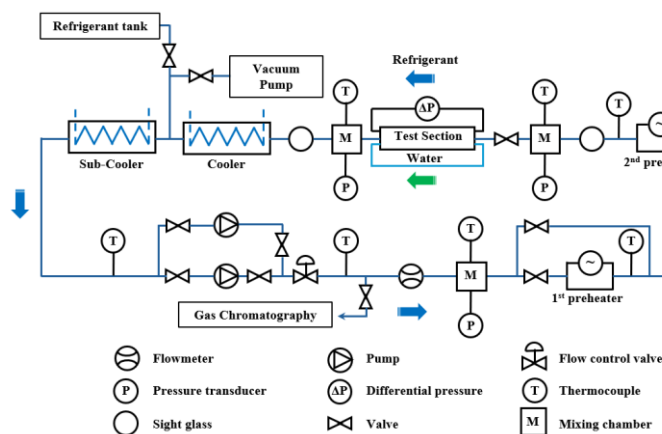 Refrigerant tank
Vacuum
Pump
Refrigerant
T
ΔP
T
T
M
Test Section
M
Sub-Cooler
Cooler
Water
2nd pre
P
P
T
T
T
T
M
1st preheater
Gas Chromatography
P
Flowmeter
Pump
Flow control valve
P
Pressure transducer
ΔP
Differential pressure
T
Thermocouple
Sight glass
Valve
M
Mixing chamber